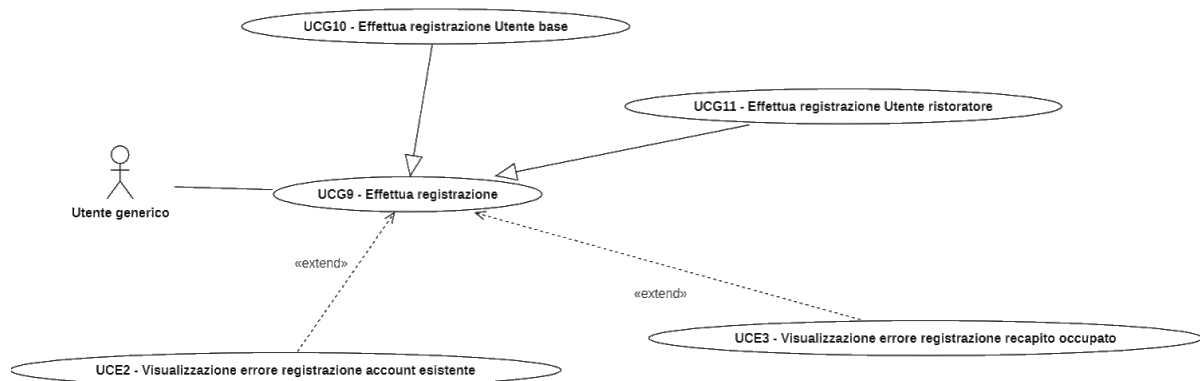 UCG10 - Effettua registrazione Utente base
UCG11 - Effettua registrazione Utente ristoratore
UCG9 - Effettua registrazione
Utente generico
«extend»
«extend»
UCE3 - Visualizzazione errore registrazione recapito occupato
UCE2 - Visualizzazione errore registrazione account esistente